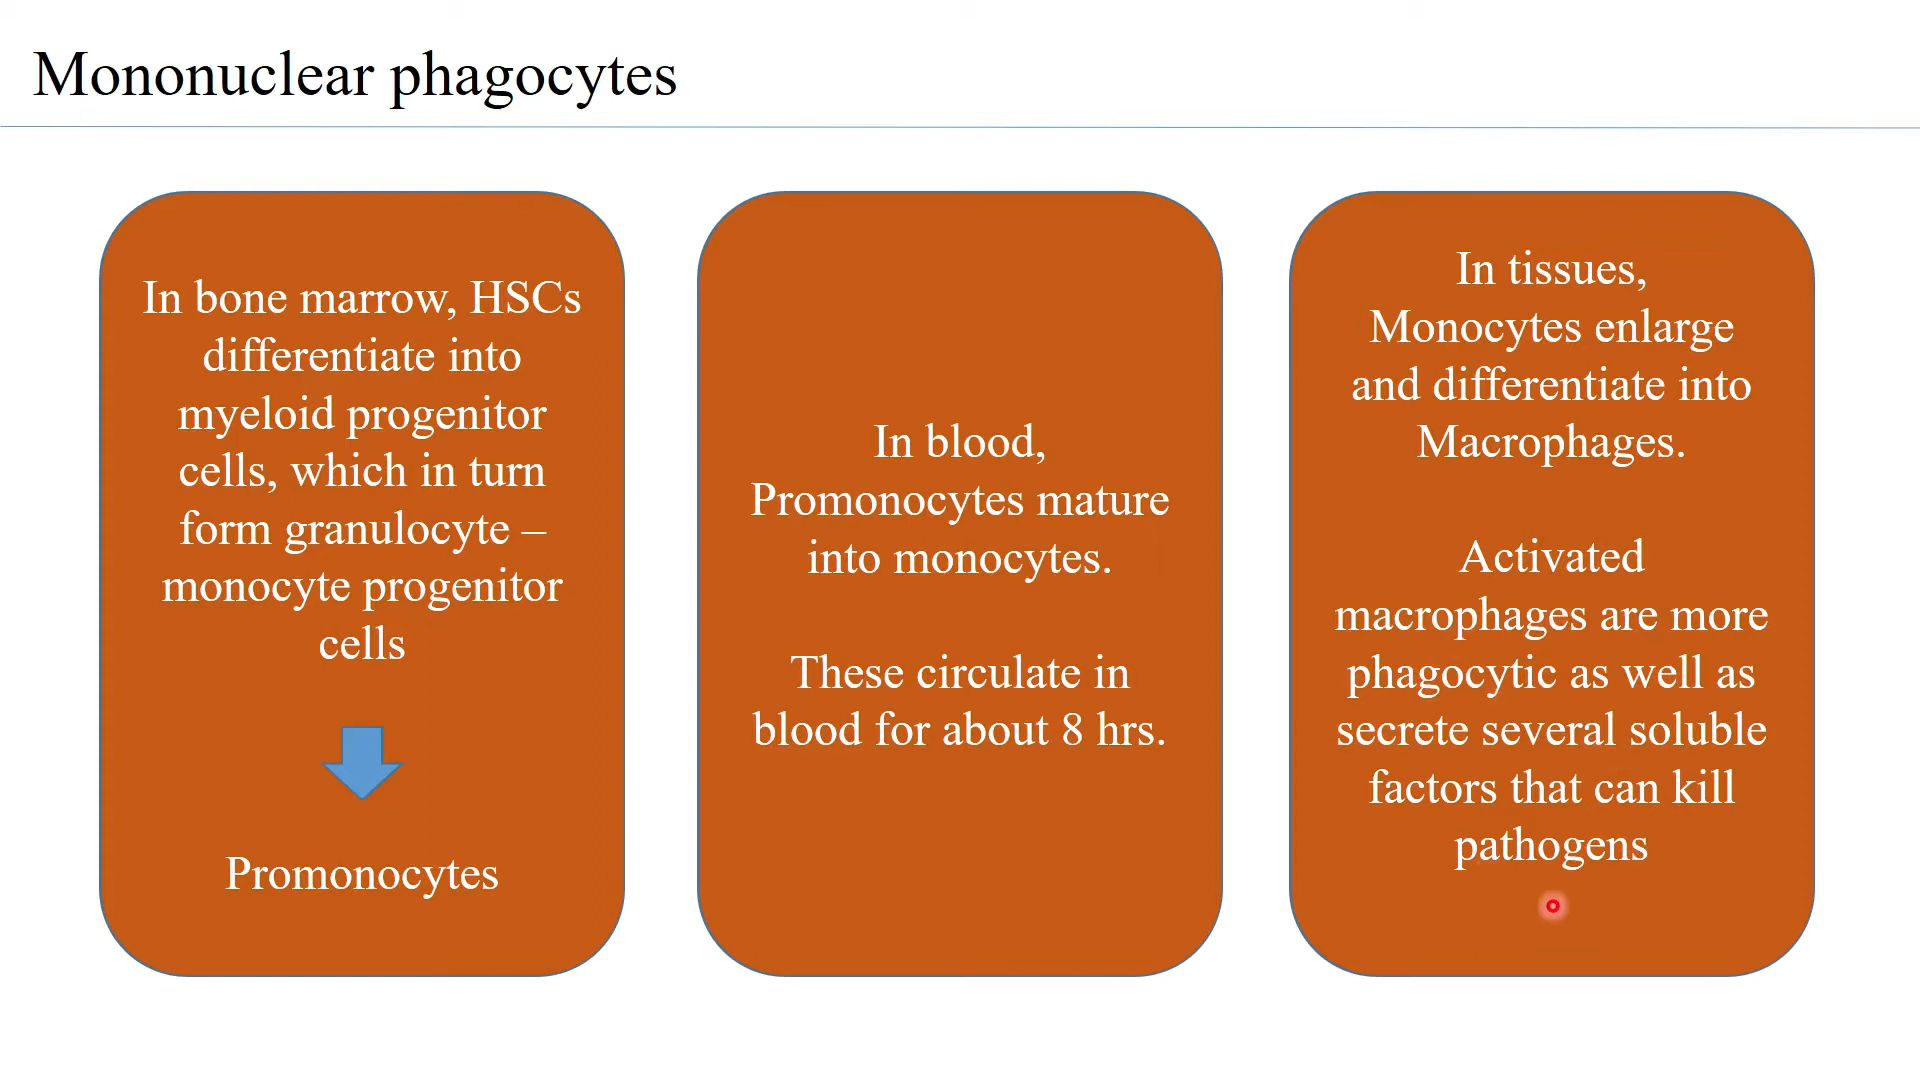 Mononuclear phagocytes
In bone marrow, HSCs
differentiate into
myeloid progenitor
cells, which in turn
form granulocyte –
monocyte progenitor
cells
Promonocytes
In blood,
Promonocytes mature
into monocytes.
These circulate in
blood for about 8 hrs.
In tissues,
Monocytes enlarge
and differentiate into
Macrophages.
Activated
macrophages are more
phagocytic as well as
secrete several soluble
factors that can kill
pathogens